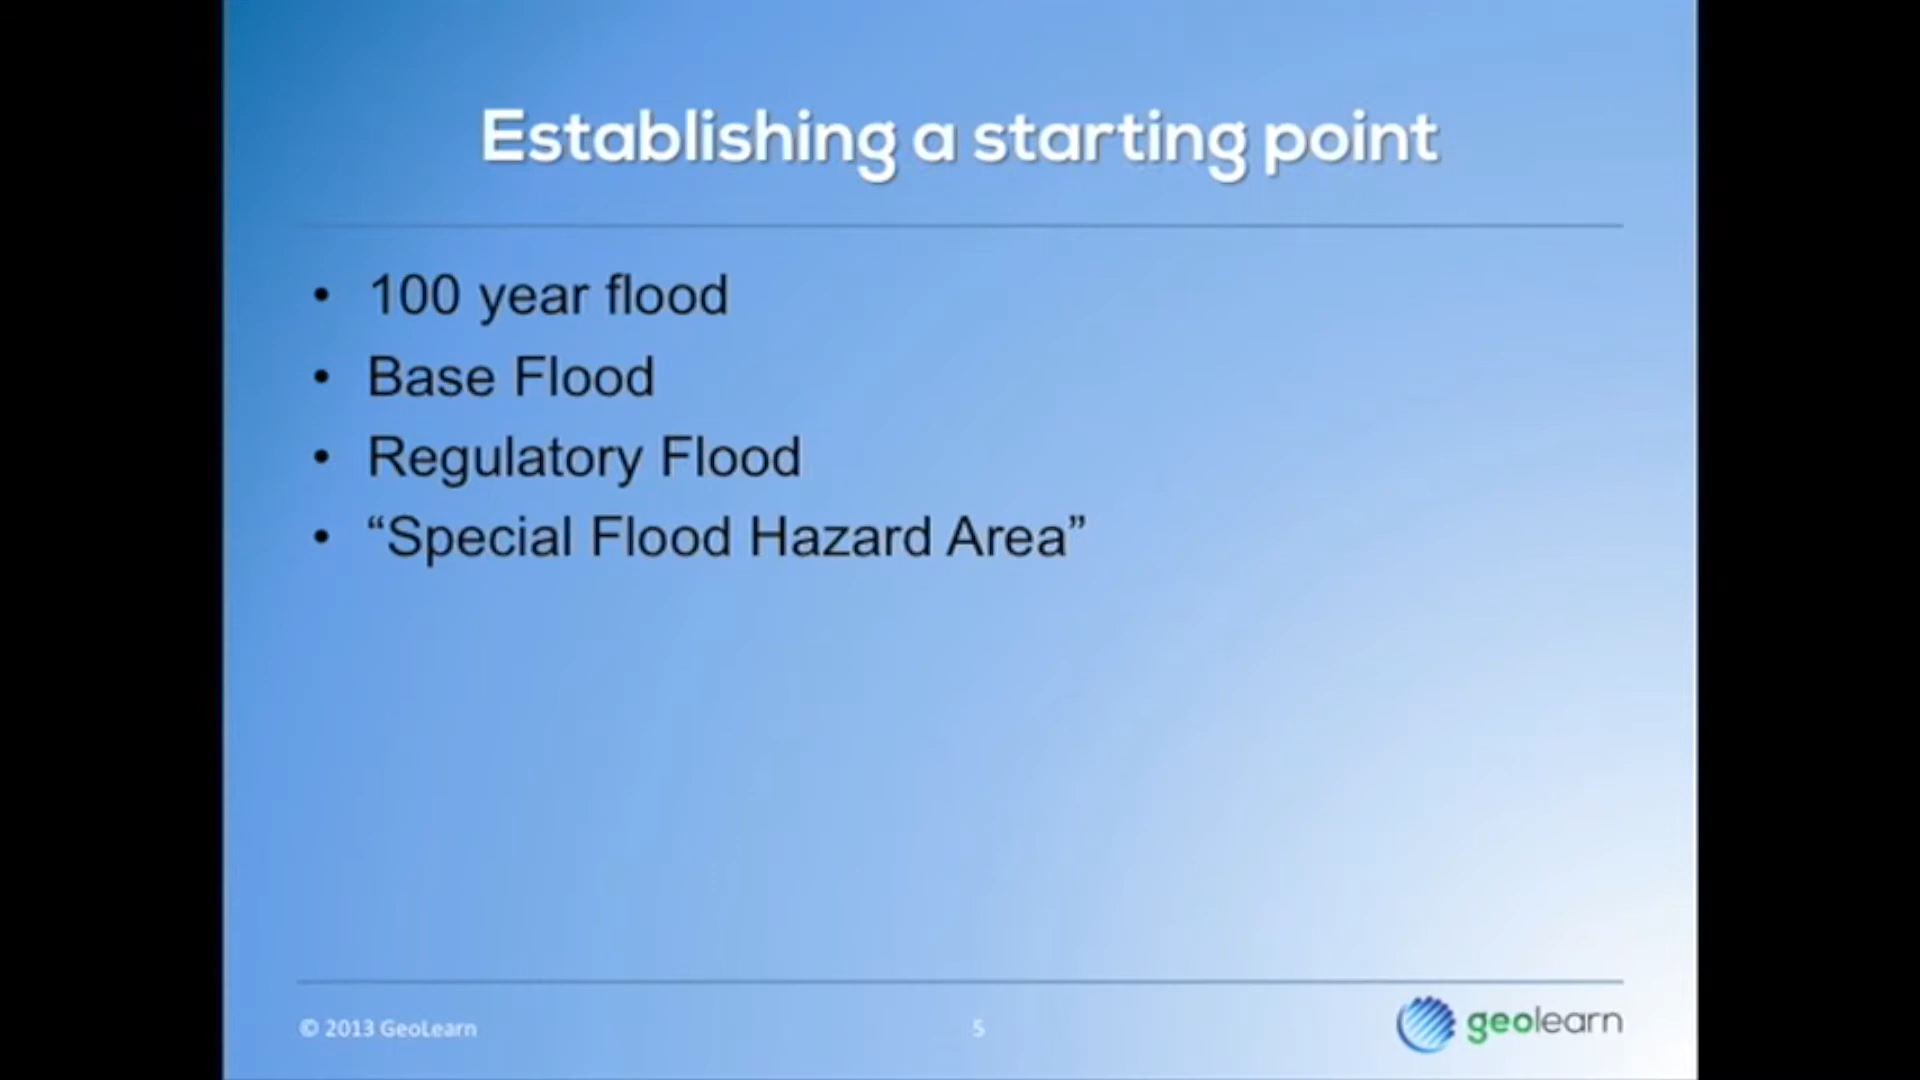 Establishing a starting point
• 100 year flood
• Base Flood
• Regulatory Flood
• “Special Flood Hazard Area”
© 2013 GeoLearn
5
geolearn